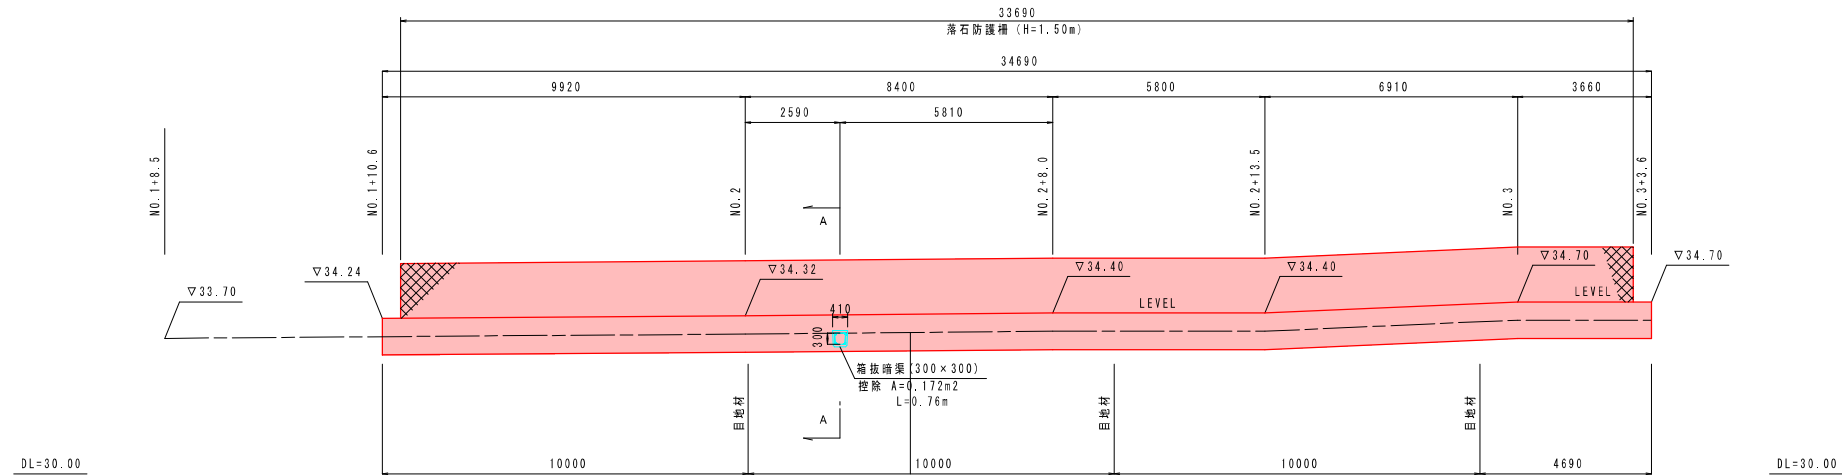 33690
落石防護柵 (H=1.50m)
34690
9920
8400
5800
6910
3660
2590
5810
NO.1+8.5
NO.1+10.6
NO.2
NO.2+8.0
NO.2+13.5
NO.3
NO.3+3.6
A
▽33.70
▽34.24
▽34.32
▽34.40
▽34.40
▽34.70
▽34.70
LEVEL
LEVEL
410
300
箱抜暗渠(300×300)
控除 A=0.172m2
L=0.76m
目地材
A
目地材
目地材
DL=30.00
10000
10000
10000
4690
DL=30.00